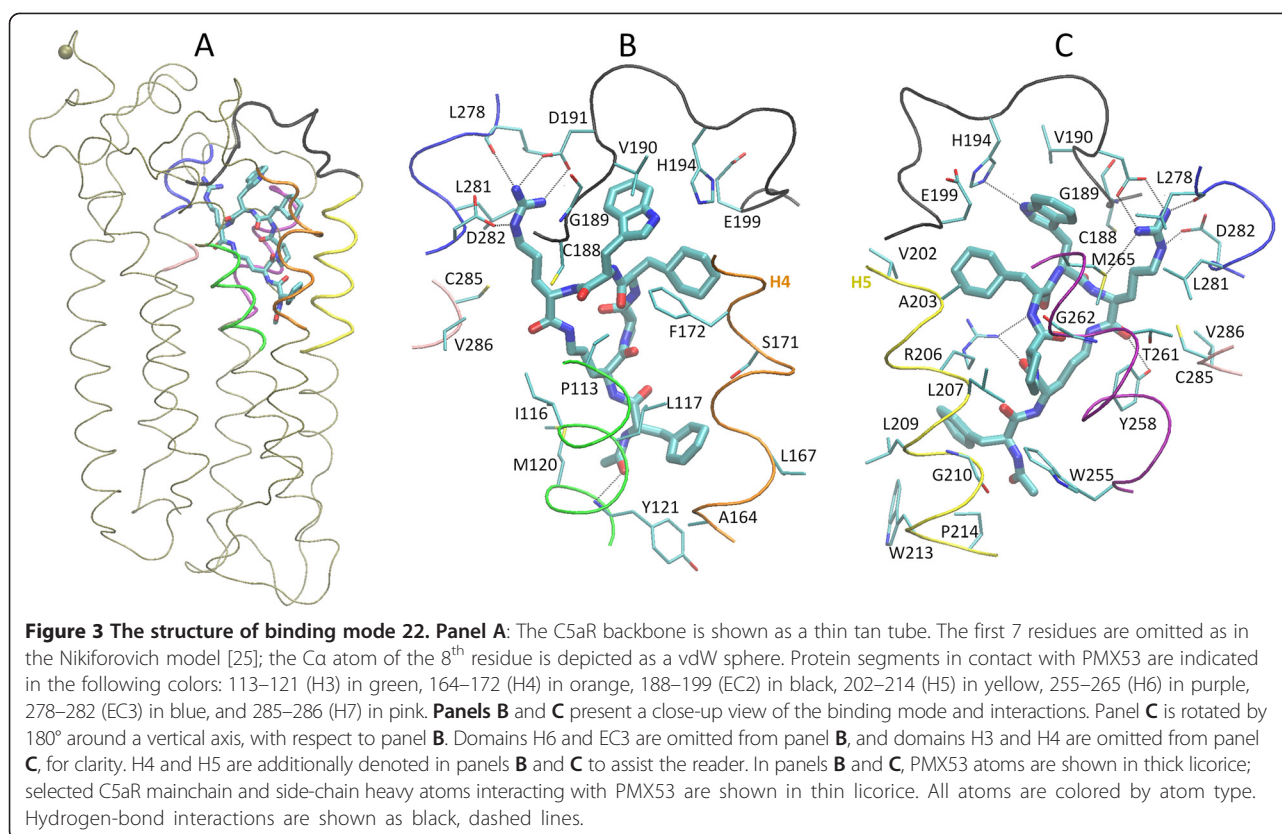 A
B
C
L278
D191
V190
H194
L281
G189
E199
D282
C188
C285
H4
F172
V286
S171
P113
I116
L117
M120
L167
Y121
A164
H194
V190
L278
E199
G189
D282
C188
V202
M265
H5
L281
A203
G262
V286
R206
T261
C285
L207
L209
Y258
G210
W255
P214
W213
Figure 3 The structure of binding mode 22. Panel A: The C5aR backbone is shown as a thin tan tube. The first 7 residues are omitted as in
the Nikiforovich model [25]; the Cα atom of the 8th residue is depicted as a vdW sphere. Protein segments in contact with PMX53 are indicated
in the following colors: 113–121 (H3) in green, 164–172 (H4) in orange, 188–199 (EC2) in black, 202–214 (H5) in yellow, 255–265 (H6) in purple,
278–282 (EC3) in blue, and 285–286 (H7) in pink. Panels B and C present a close-up view of the binding mode and interactions. Panel C is rotated by
180° around a vertical axis, with respect to panel B. Domains H6 and EC3 are omitted from panel B, and domains H3 and H4 are omitted from panel
C, for clarity. H4 and H5 are additionally denoted in panels B and C to assist the reader. In panels B and C, PMX53 atoms are shown in thick licorice;
selected C5aR mainchain and side-chain heavy atoms interacting with PMX53 are shown in thin licorice. All atoms are colored by atom type.
Hydrogen-bond interactions are shown as black, dashed lines.